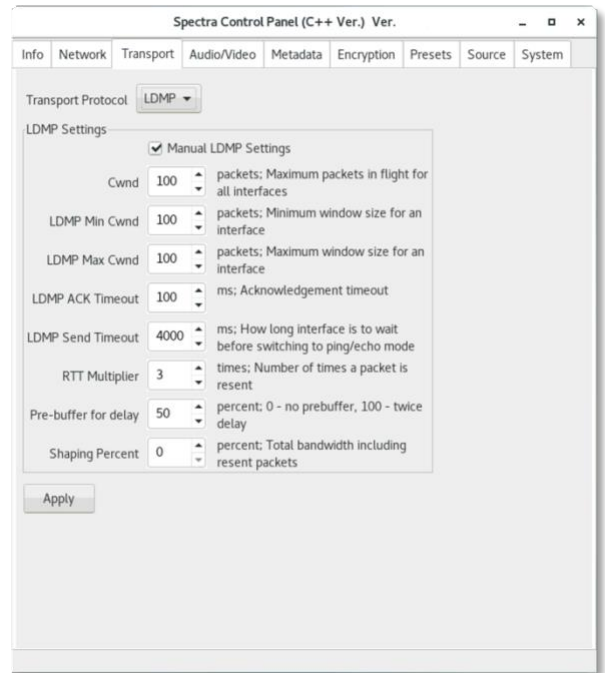 Spectra Control Panel (C++ Ver.) Ver.
Info Network Transport Audio/Video Metadata Encryption Presets Source System
Transport Protocol LDMP
LDMP Settings
Manual LDMP Settings
Cwnd 100 packets; Maximum packets in flight for
all interfaces
LDMP Min Cwnd 100 packets; Minimum window size for an
interface
LDMP Max Cwnd 100 packets; Maximum window size for an
interface
LDMP ACK Timeout 100 ms; Acknowledgement timeout
LDMP Send Timeout 4000 ms; How long interface is to wait
before switching to ping/echo mode
RTT Multiplier 3 times; Number of times a packet is
resent
Pre-buffer for delay 50 percent; 0 - no prebuffer, 100 - twice
delay
Shaping Percent 0 percent; Total bandwidth including
resent packets
Apply